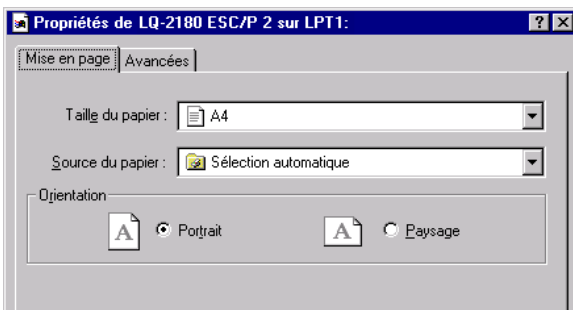 Propriétés de LQ-2180 ESC/P 2 sur LPT1:
Mise en page Avancées
Taille du papier : A4
Source du papier : Sélection automatique
Orientation
A Portrait A Paysage